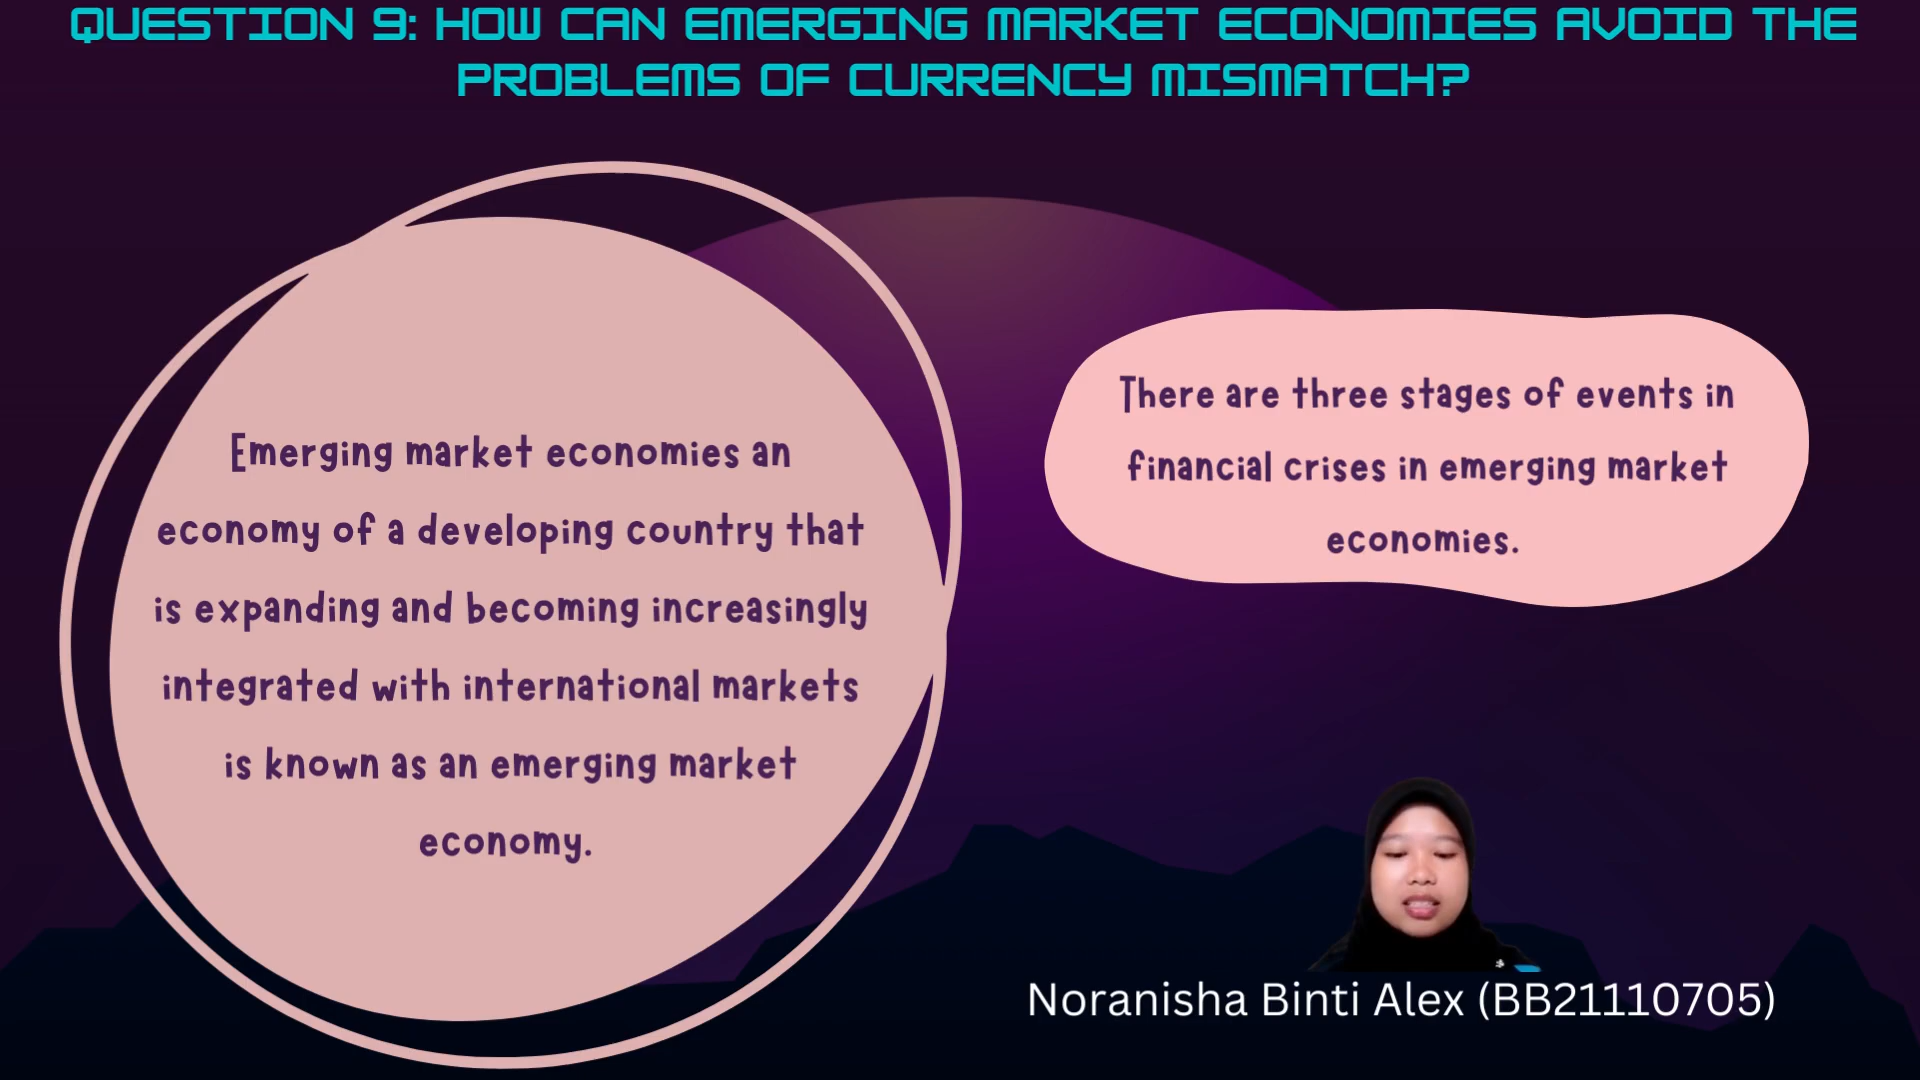 QUESTION 9: HOW CAN EMERGING MARKET ECONOMIES AVOID THE
PROBLEMS OF CURRENCY MISMATCH?
Emerging market economies an
economy of a developing country that
is expanding and becoming increasingly
integrated with international markets
is known as an emerging market
economy.
There are three stages of events in
financial crises in emerging market
economies.
Noranisha Binti Alex (BB21110705)